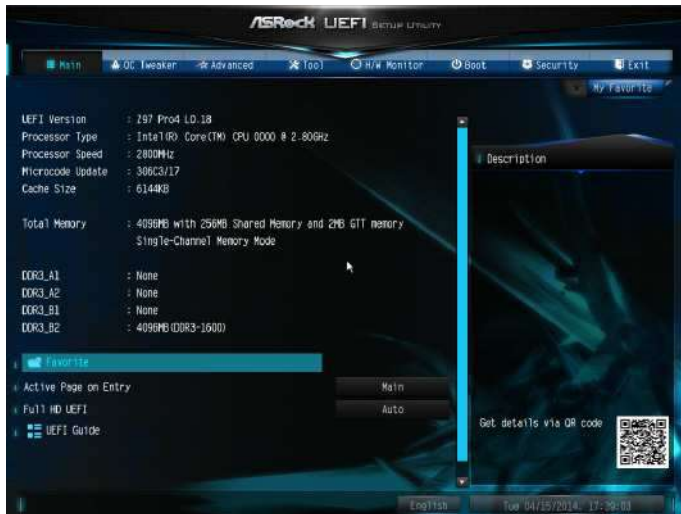 ASRock UEFI SETUP UTILITY
Main OC Tweaker Advanced Tool H/W Monitor Boot Security Exit
My Favorite
UEFI Version : Z97 Pro4 L0.18
Processor Type : Intel(R) Core(TM) CPU 0000 @ 2.80GHz
Processor Speed : 2800MHz
Microcode Update : 306C3/17
Cache Size : 6144KB
Total Memory : 4096MB with 256MB Shared Memory and 2MB GTT memory
Single-Channel Memory Mode
DDR3_A1 : None
DDR3_A2 : None
DDR3_B1 : None
DDR3_B2 : 4096MB(DDR3-1600)
Favorite
Active Page on Entry Main
Full HD UEFI Auto
UEFI Guide
Description
Get details via QR code
English Tue 04/15/2014. 17:39:03